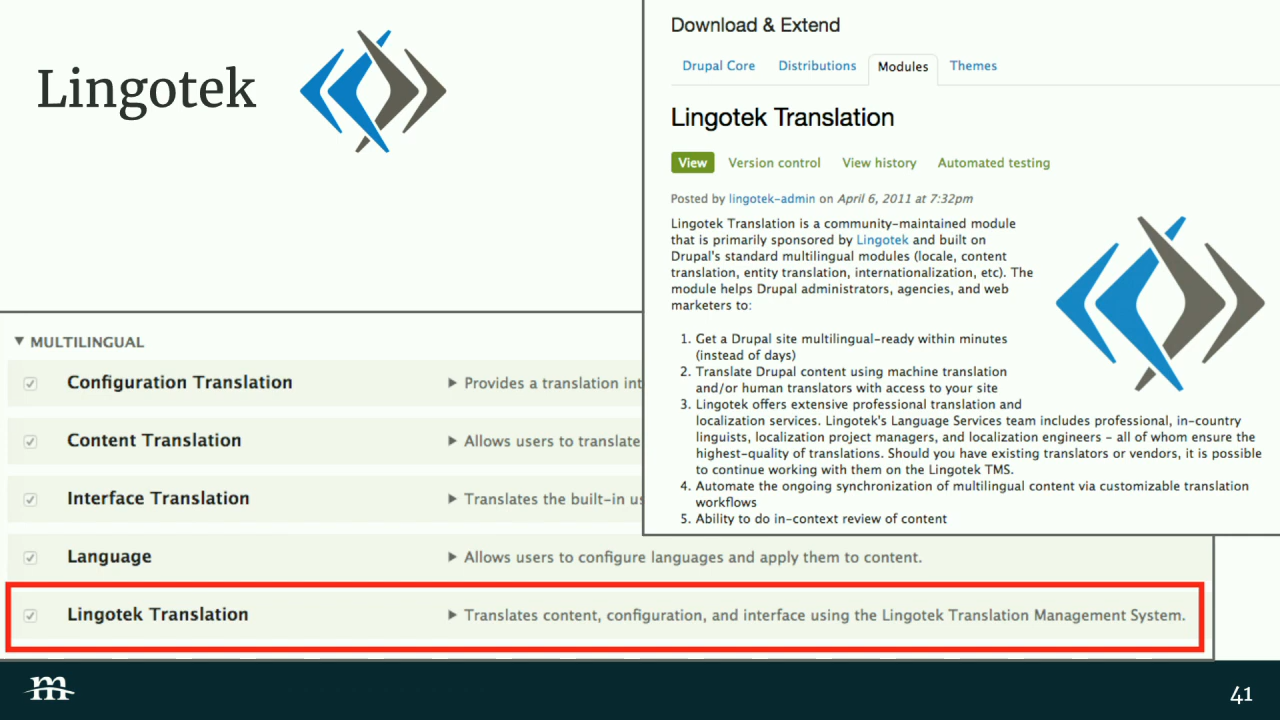 Lingotek
Download & Extend
Drupal Core Distributions Modules Themes
Lingotek Translation
View Version control View history Automated testing
Posted by lingotek-admin on April 6, 2011 at 7:32pm
Lingotek Translation is a community-maintained module
that is primarily sponsored by Lingotek and built on
Drupal's standard multilingual modules (locale, content
translation, entity translation, internationalization, etc). The
module helps Drupal administrators, agencies, and web
marketers to:
1. Get a Drupal site multilingual-ready within minutes
(instead of days)
2. Translate Drupal content using machine translation
and/or human translators with access to your site
3. Lingotek offers extensive professional translation and
localization services. Lingotek's Language Services team includes professional, in-country
linguists, localization project managers, and localization engineers - all of whom ensure the
highest-quality of translations. Should you have existing translators or vendors, it is possible
to continue working with them on the Lingotek TMS.
4. Automate the ongoing synchronization of multilingual content via customizable translation
workflows
5. Ability to do in-context review of content
MULTILINGUAL
Configuration Translation Provides a translation int
Content Translation Allows users to translate
Interface Translation Translates the built-in us
Language Allows users to configure languages and apply them to content.
Lingotek Translation Translates content, configuration, and interface using the Lingotek Translation Management System.
m
41